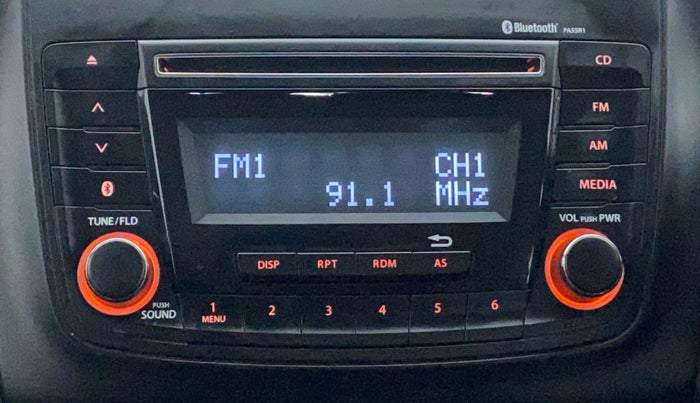 Bluetooth PA5SR1
CD
FM
AM
MEDIA
FM1 CH1
91.1 MHz
TUNE/FLD
VOL PUSH PWR
DISP RPT RDM AS
PUSH
SOUND
1 2 3 4 5 6
MENU